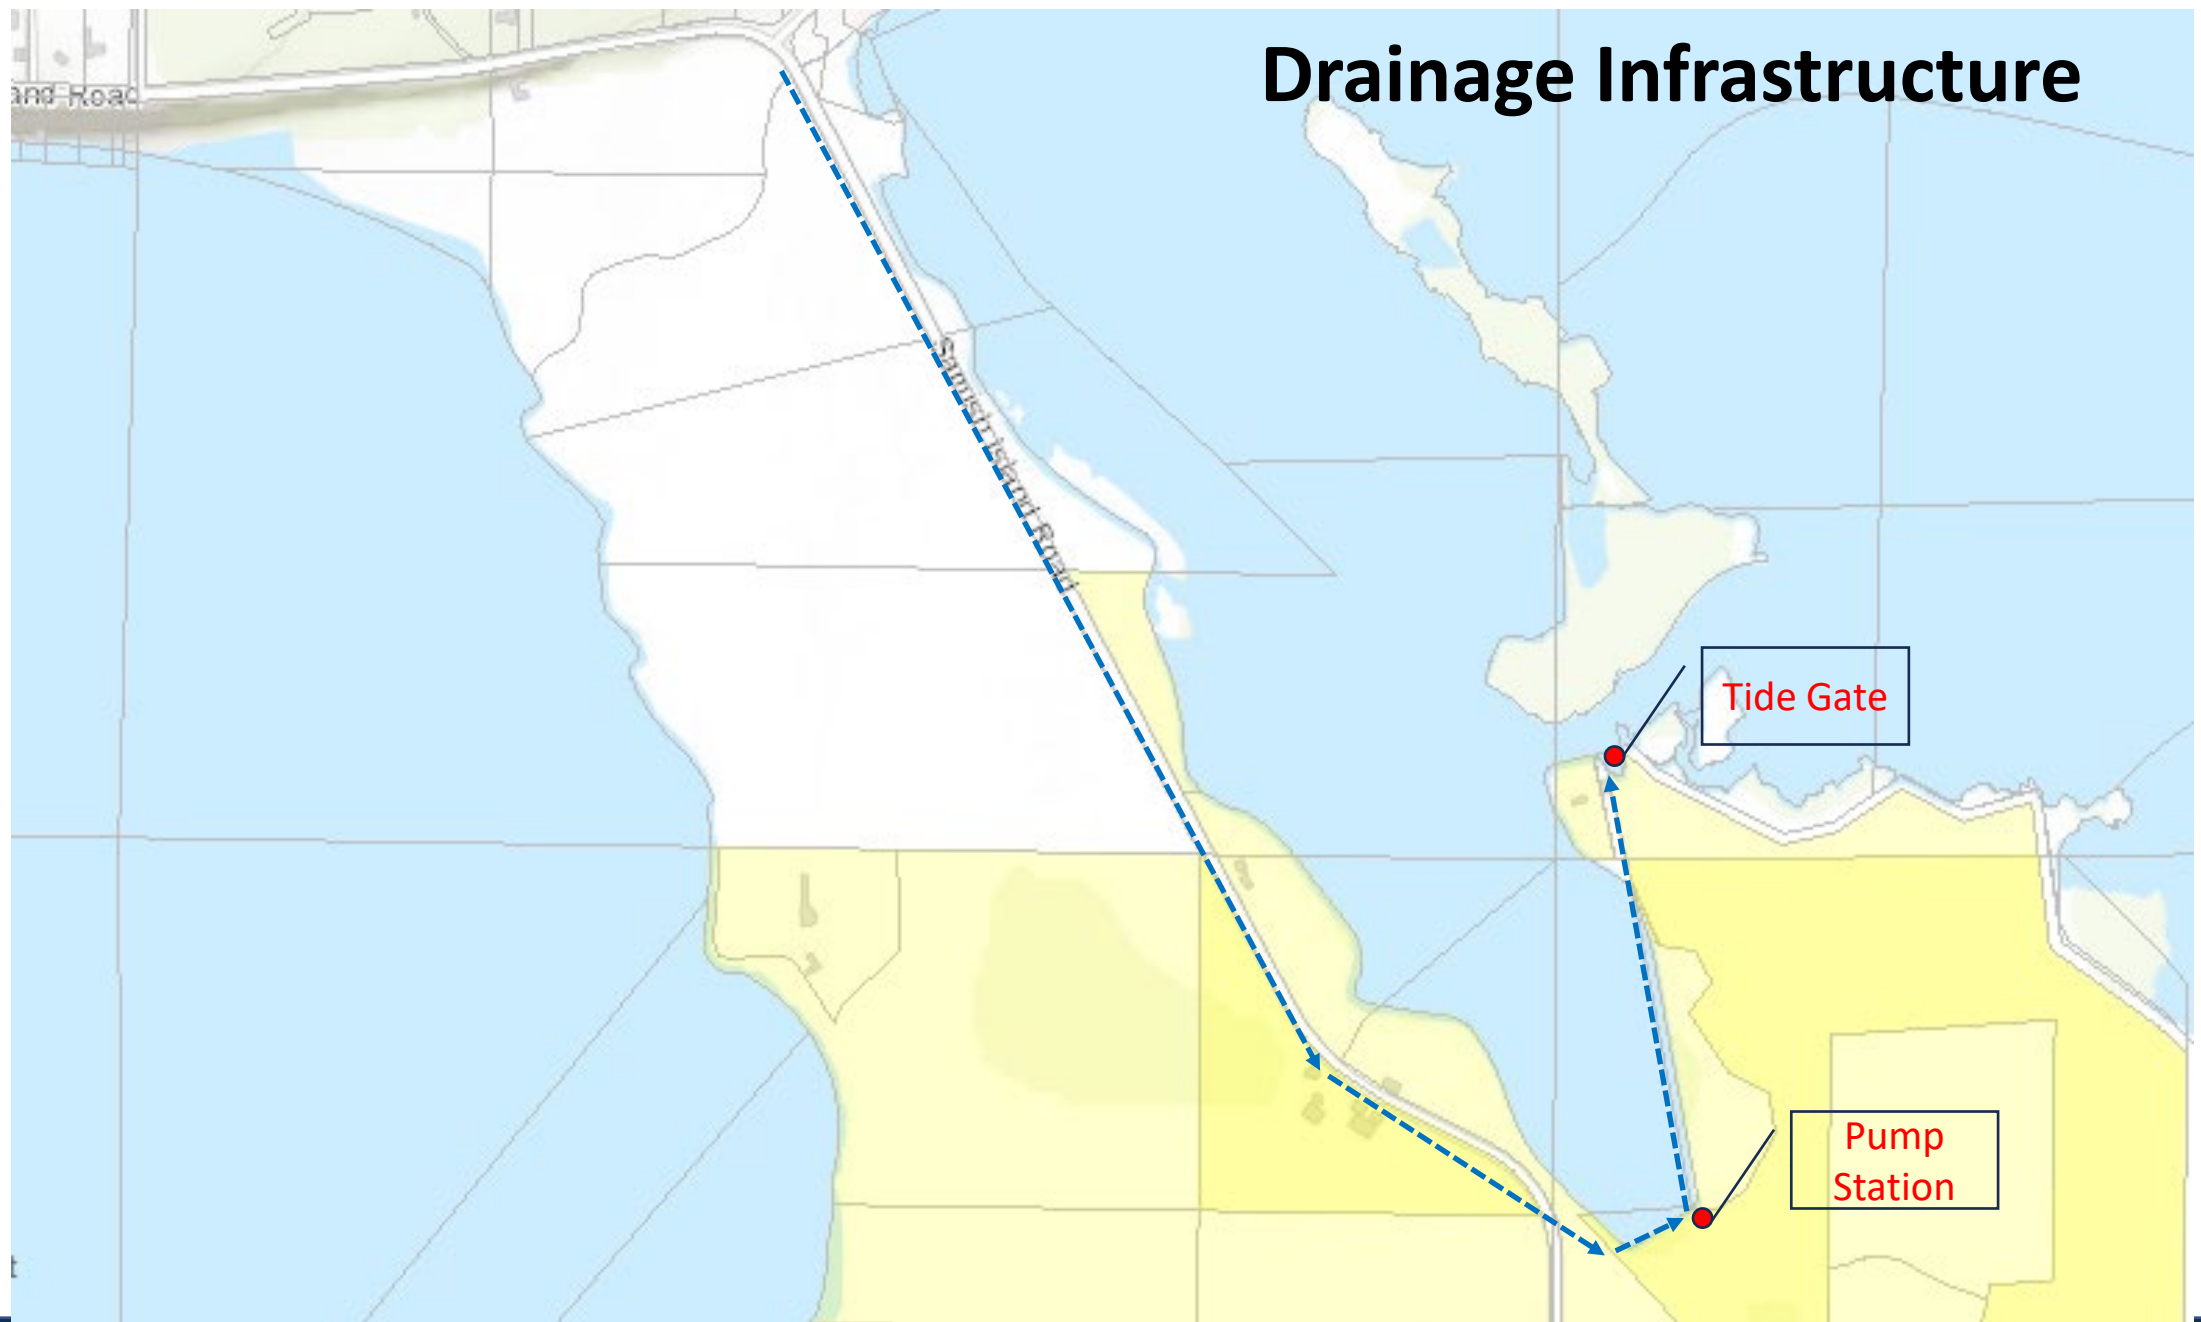 Drainage Infrastructure
and Road
Samish Island Road
Tide Gate
Pump
Station
t